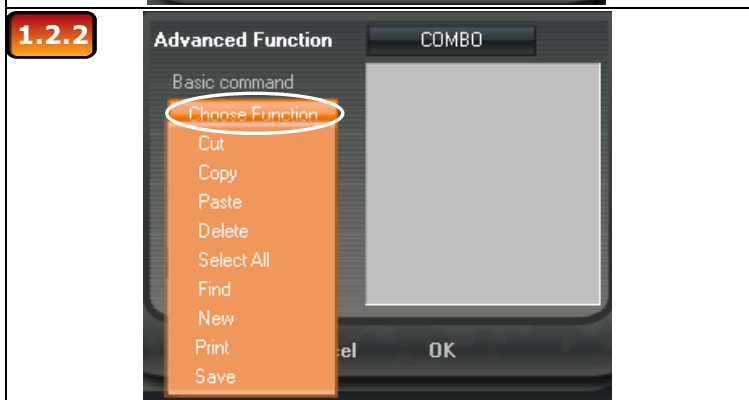 1.2.2
Advanced Function COMBO
Basic command
Choose Function
Cut
Copy
Paste
Delete
Select All
Find
New
Print
cel OK
Save